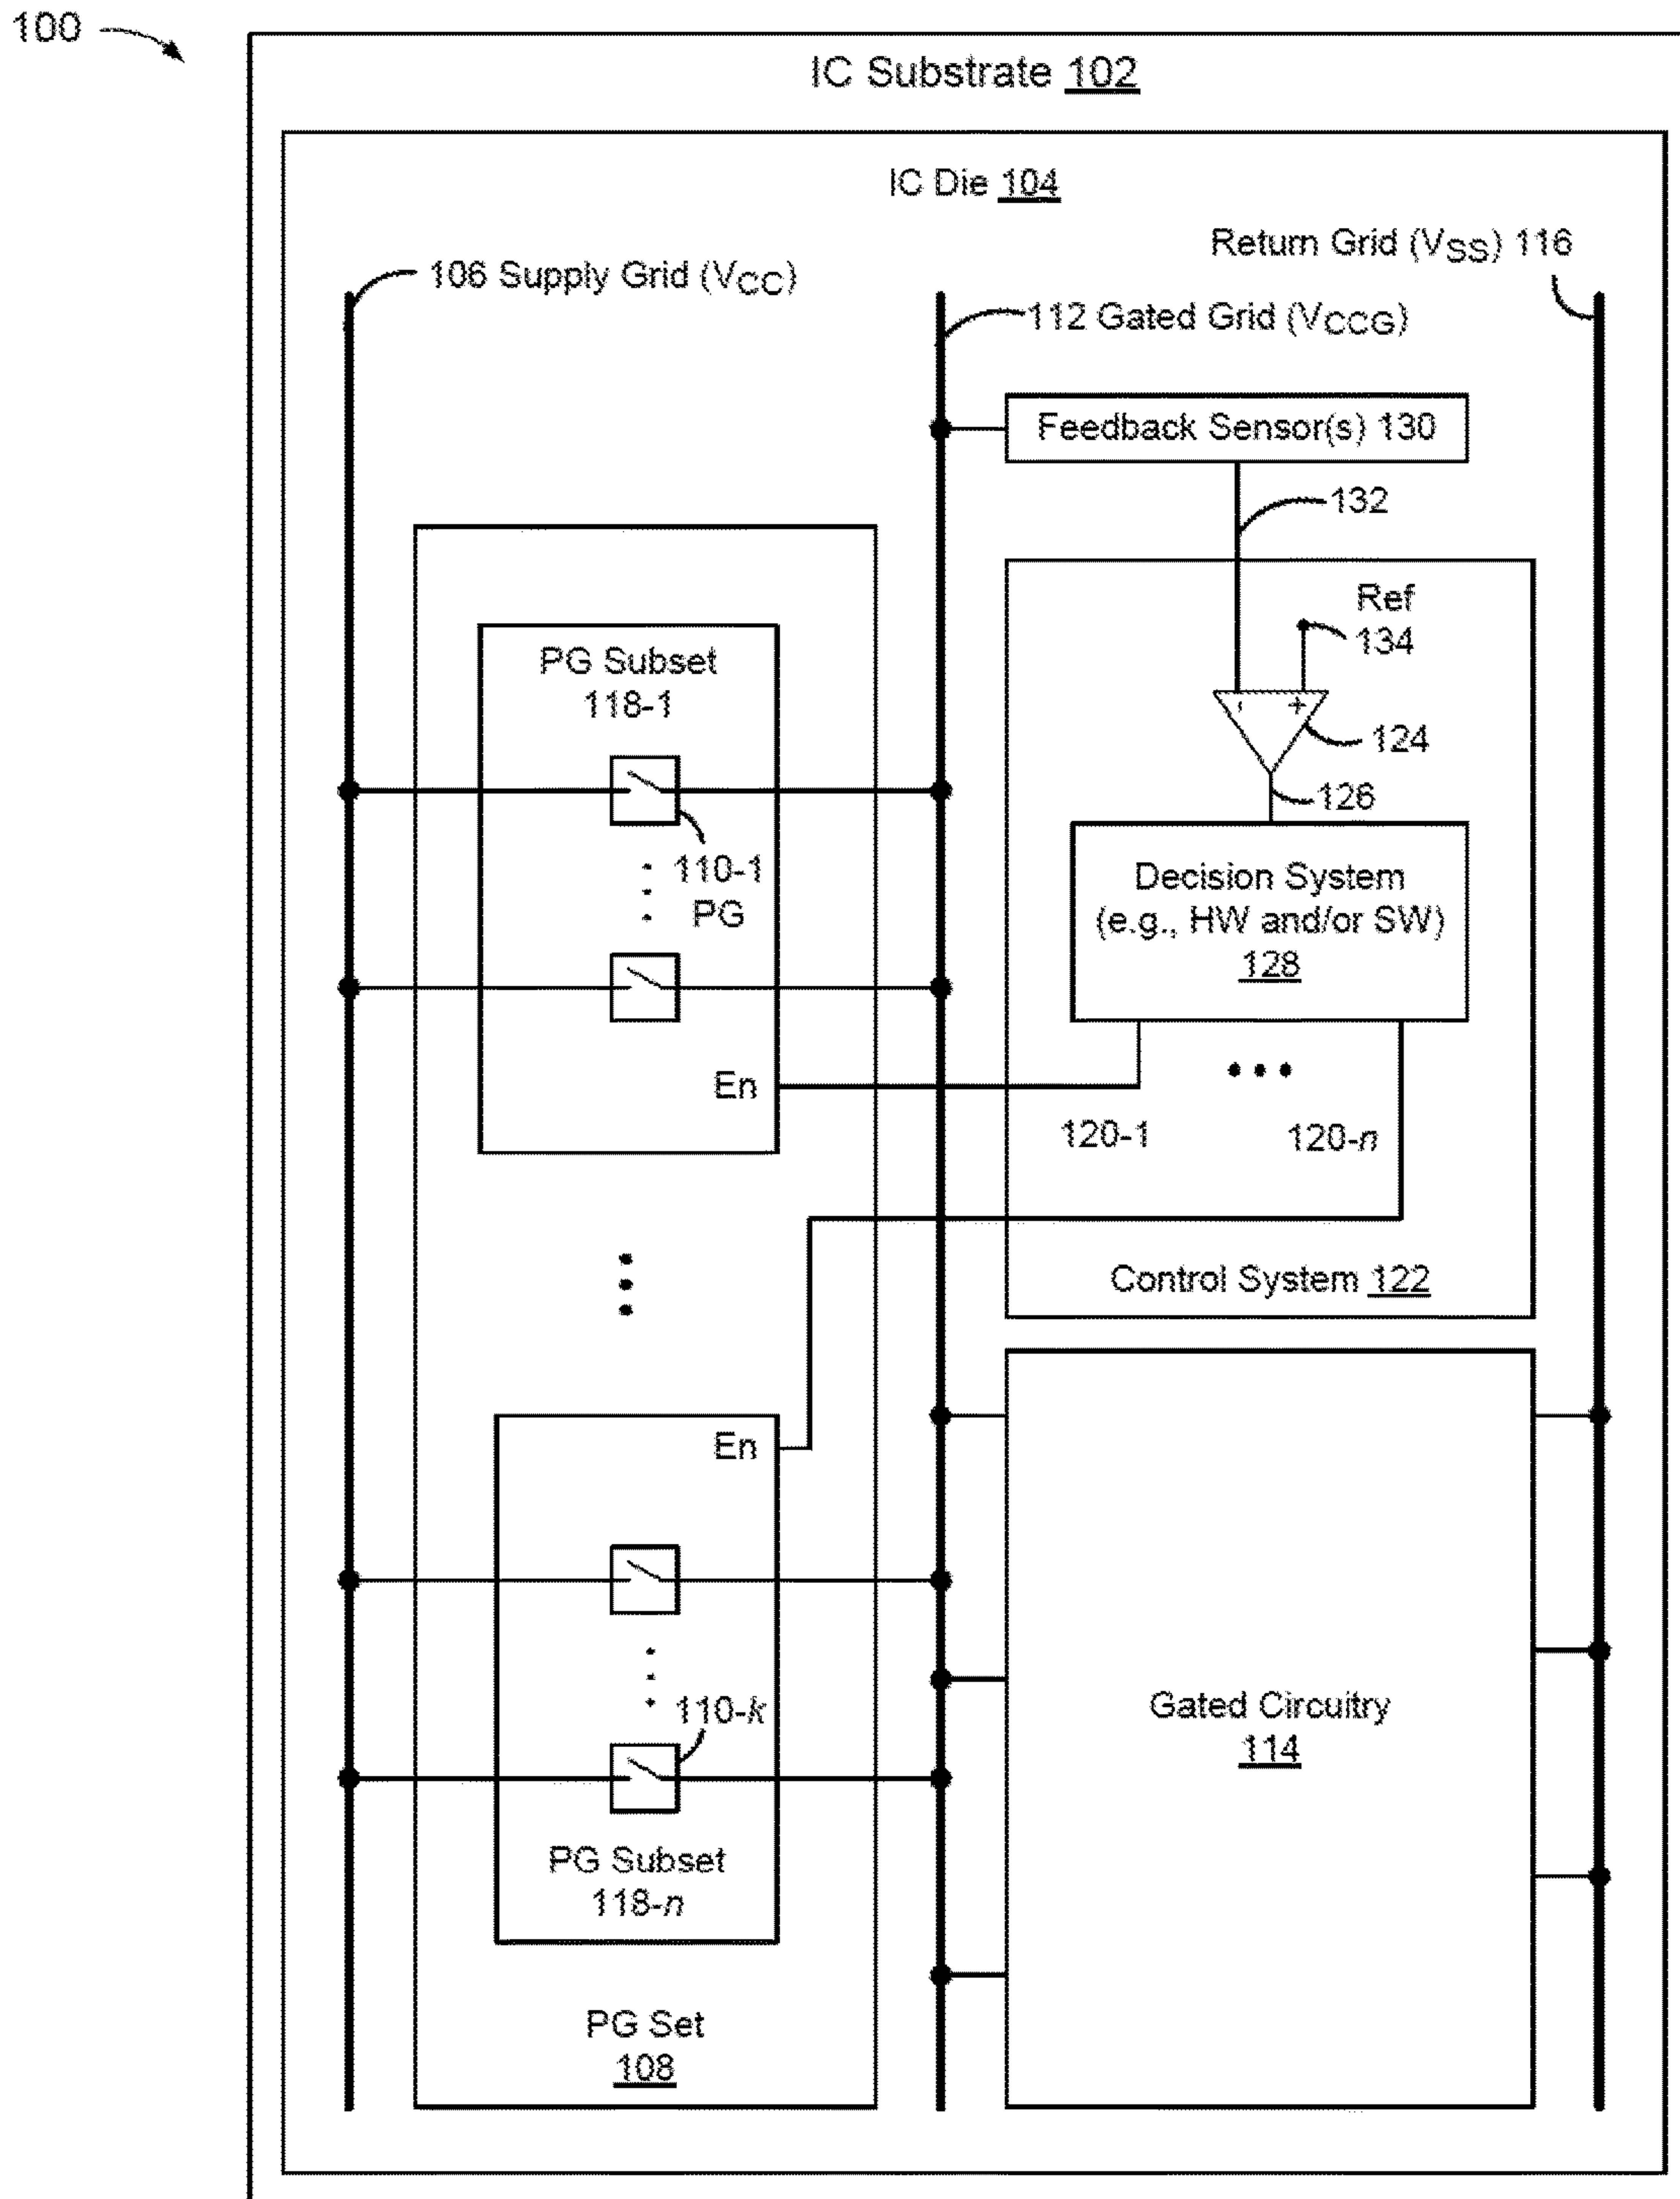 100
IC Substrate 102
IC Die 104
Return Grid (VSS) 116
106 Supply Grid (VCC)
112 Gated Grid (VCCG)
Feedback Sensor(s) 130
132
Ref
134
PG Subset
118-1
- +
124
126
110-1
PG
Decision System
(e.g., HW and/or SW)
128
En
120-1
120-n
Control System 122
En
110-k
Gated Circuitry
114
PG Subset
118-n
PG Set
108